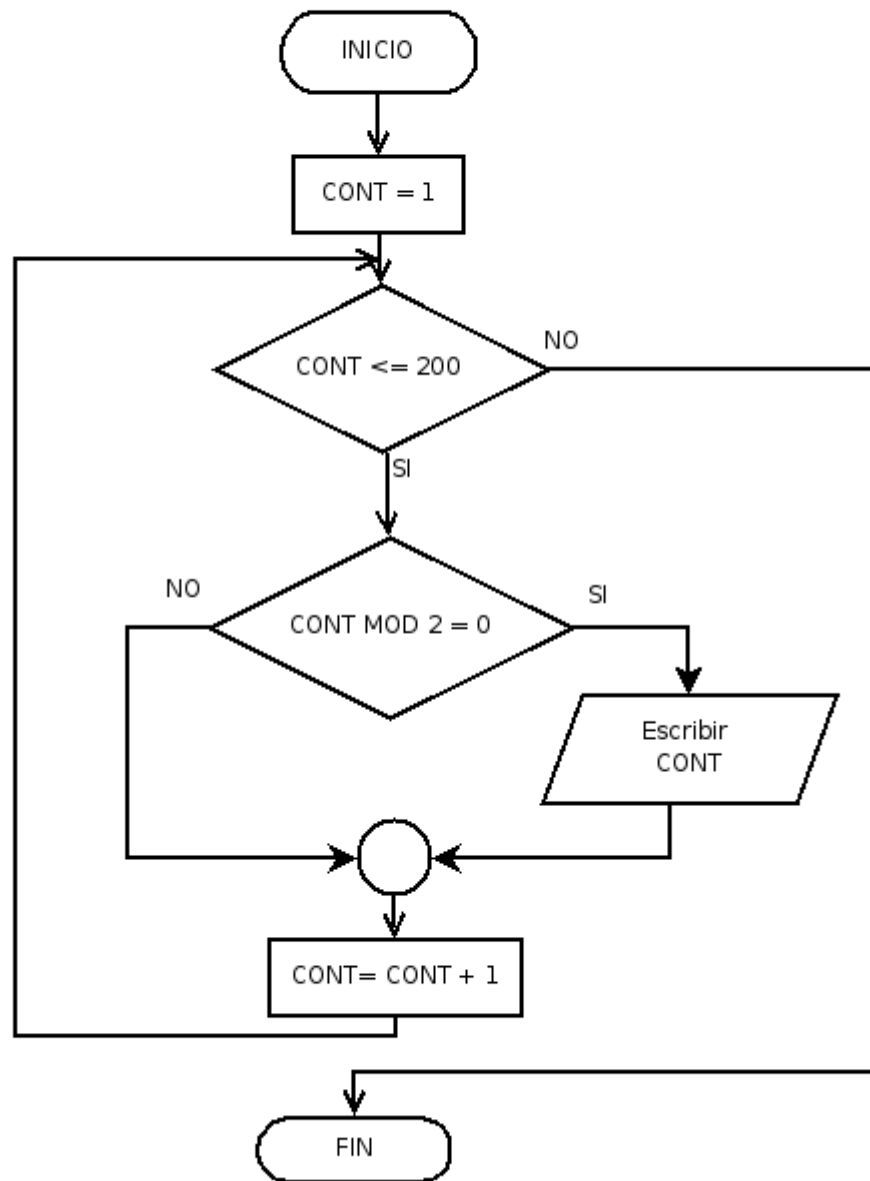 INICIO
CONT = 1
CONT <= 200
NO
SI
NO
CONT MOD 2 = 0
SI
Escribir
CONT
CONT= CONT + 1
FIN